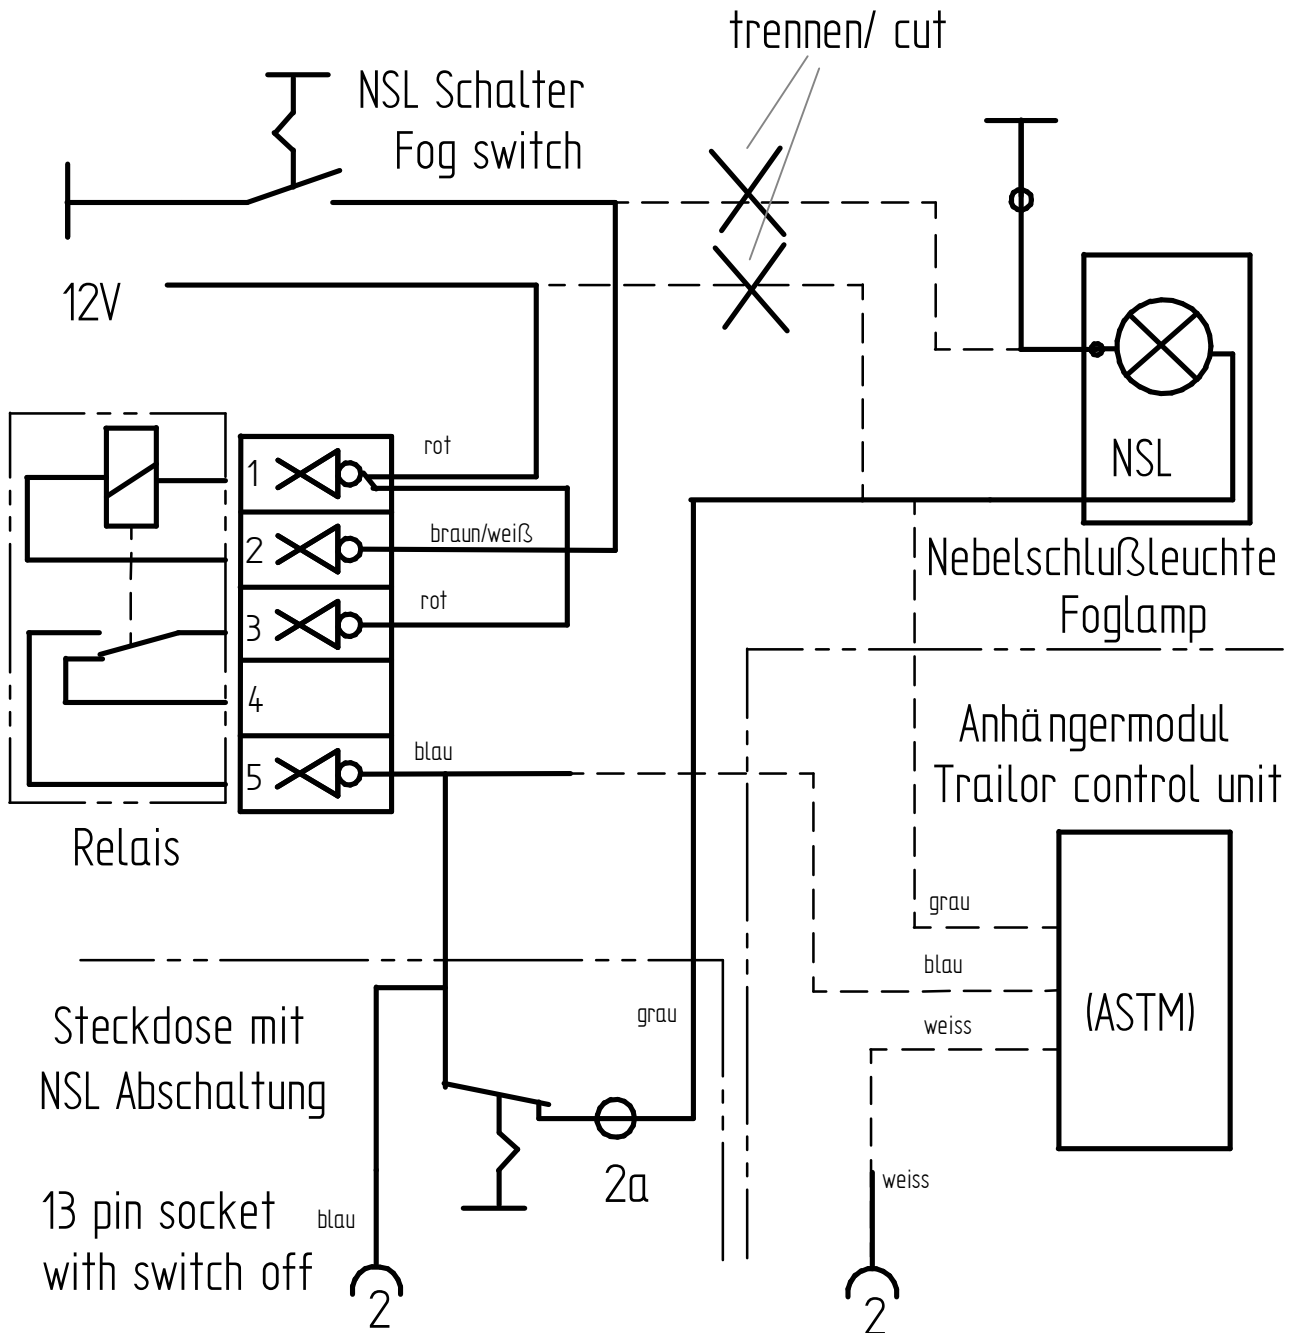 trennen/ cut
NSL Schalter
Fog switch
12V
NSL
Nebelschlußleuchte
Foglamp
1
rot
2
braun/weiß
3
rot
4
5
blau
Relais
Anhängermodul
Trailor control unit
grau
blau
weiss
(ASTM)
weiss
2
Steckdose mit
NSL Abschaltung
grau
2a
13 pin socket
with switch off
blau
2